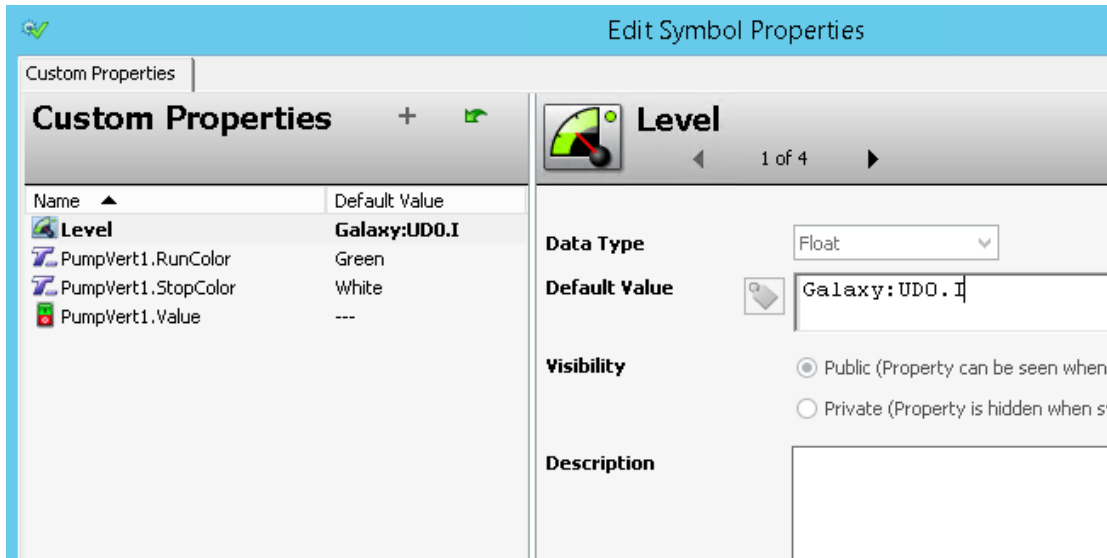 Edit Symbol Properties
Custom Properties
Custom Properties +
Name Default Value
Level Galaxy:UD0.I
PumpVert1.RunColor Green
PumpVert1.StopColor White
PumpVert1.Value ---
Level
1 of 4
Data Type Float
Default Value Galaxy:UDO.I
Visibility Public (Property can be seen when
Private (Property is hidden when s
Description